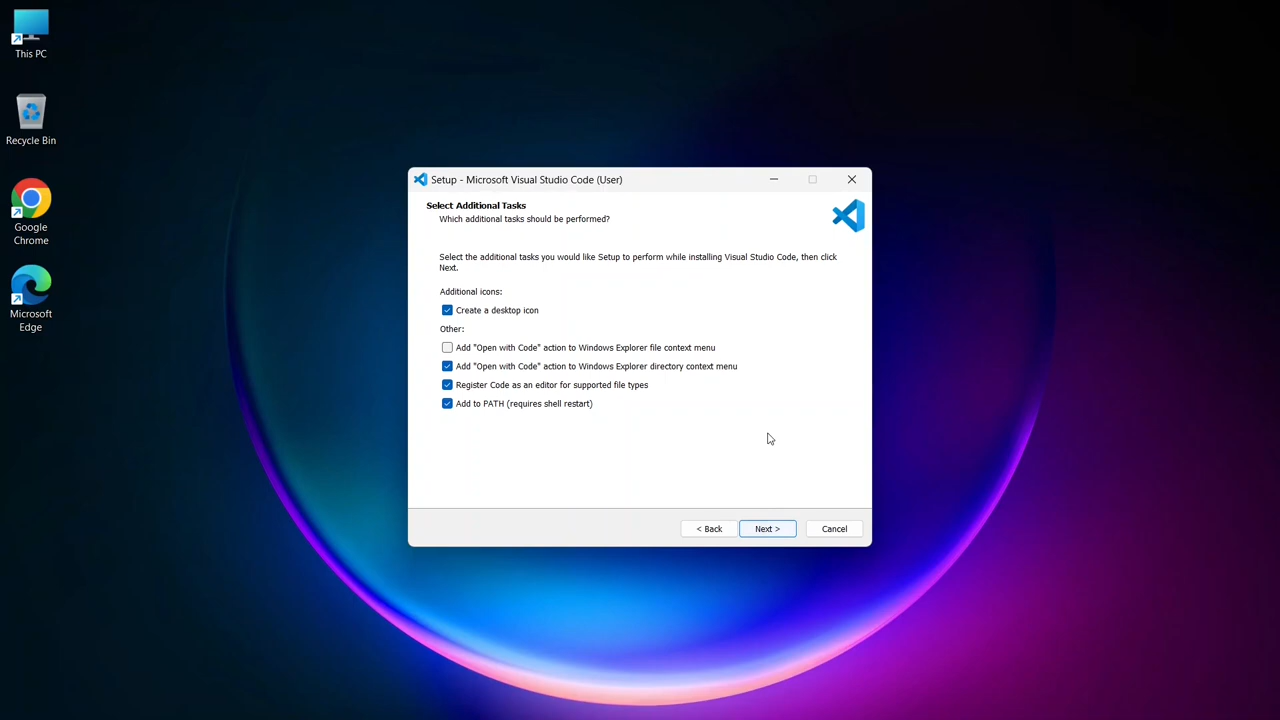 This PC
Recycle Bin
Google
Chrome
Microsoft
Edge
Setup - Microsoft Visual Studio Code (User)
Select Additional Tasks
Which additional tasks should be performed?
Select the additional tasks you would like Setup to perform while installing Visual Studio Code, then click
Next.
Additional icons:
Create a desktop icon
Other:
Add "Open with Code" action to Windows Explorer file context menu
Add "Open with Code" action to Windows Explorer directory context menu
Register Code as an editor for supported file types
Add to PATH (requires shell restart)
< Back
Next >
Cancel